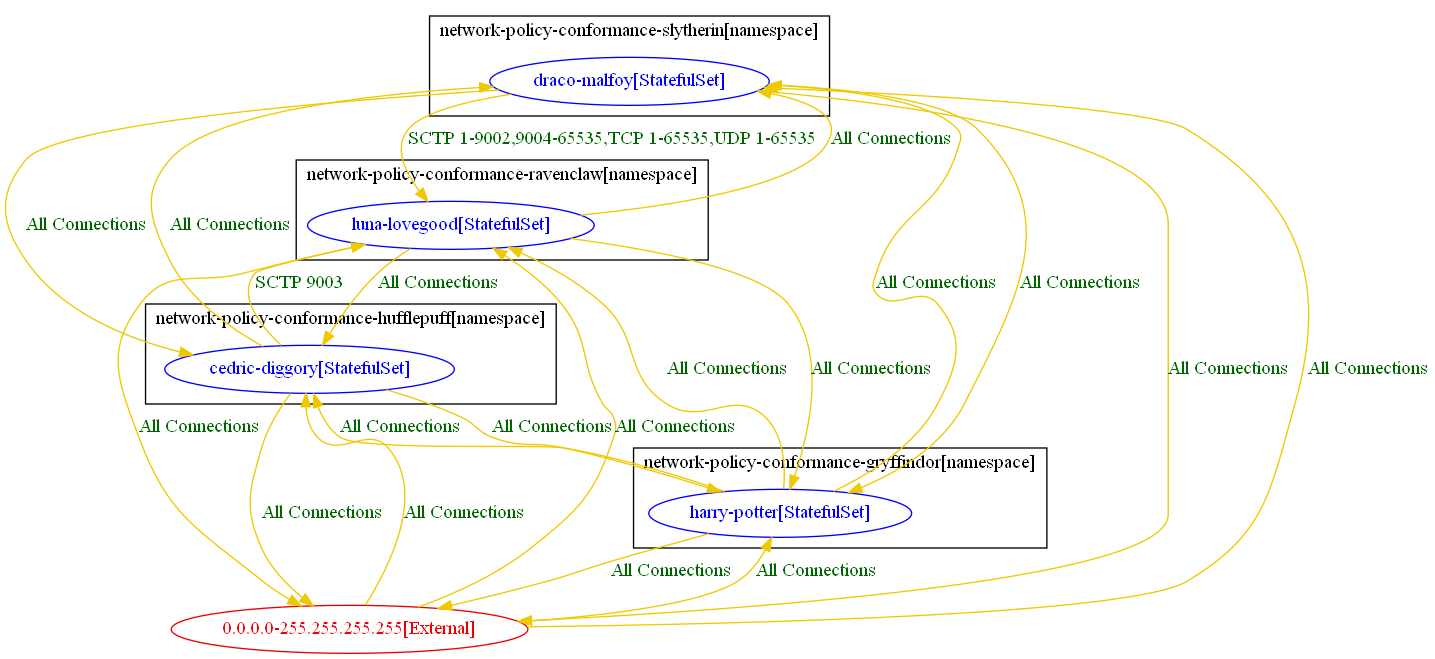 network-policy-conformance-slytherin[namespace]
draco-malfoy[StatefulSet]
SCTP 1-9002,9004-65535,TCP 1-65535,UDP 1-65535
All Connections
network-policy-conformance-ravenclaw[namespace]
luna-lovegood[StatefulSet]
All Connections
All Connections
SCTP 9003
All Connections
All Connections
All Connections
network-policy-conformance-hufflepuff[namespace]
cedric-diggory[StatefulSet]
All Connections
All Connections
All Connections
All Connections
All Connections
All Connections
All Connections
All Connections
network-policy-conformance-gryffindor[namespace]
harry-potter[StatefulSet]
All Connections
All Connections
All Connections
All Connections
0.0.0.0-255.255.255.255[External]